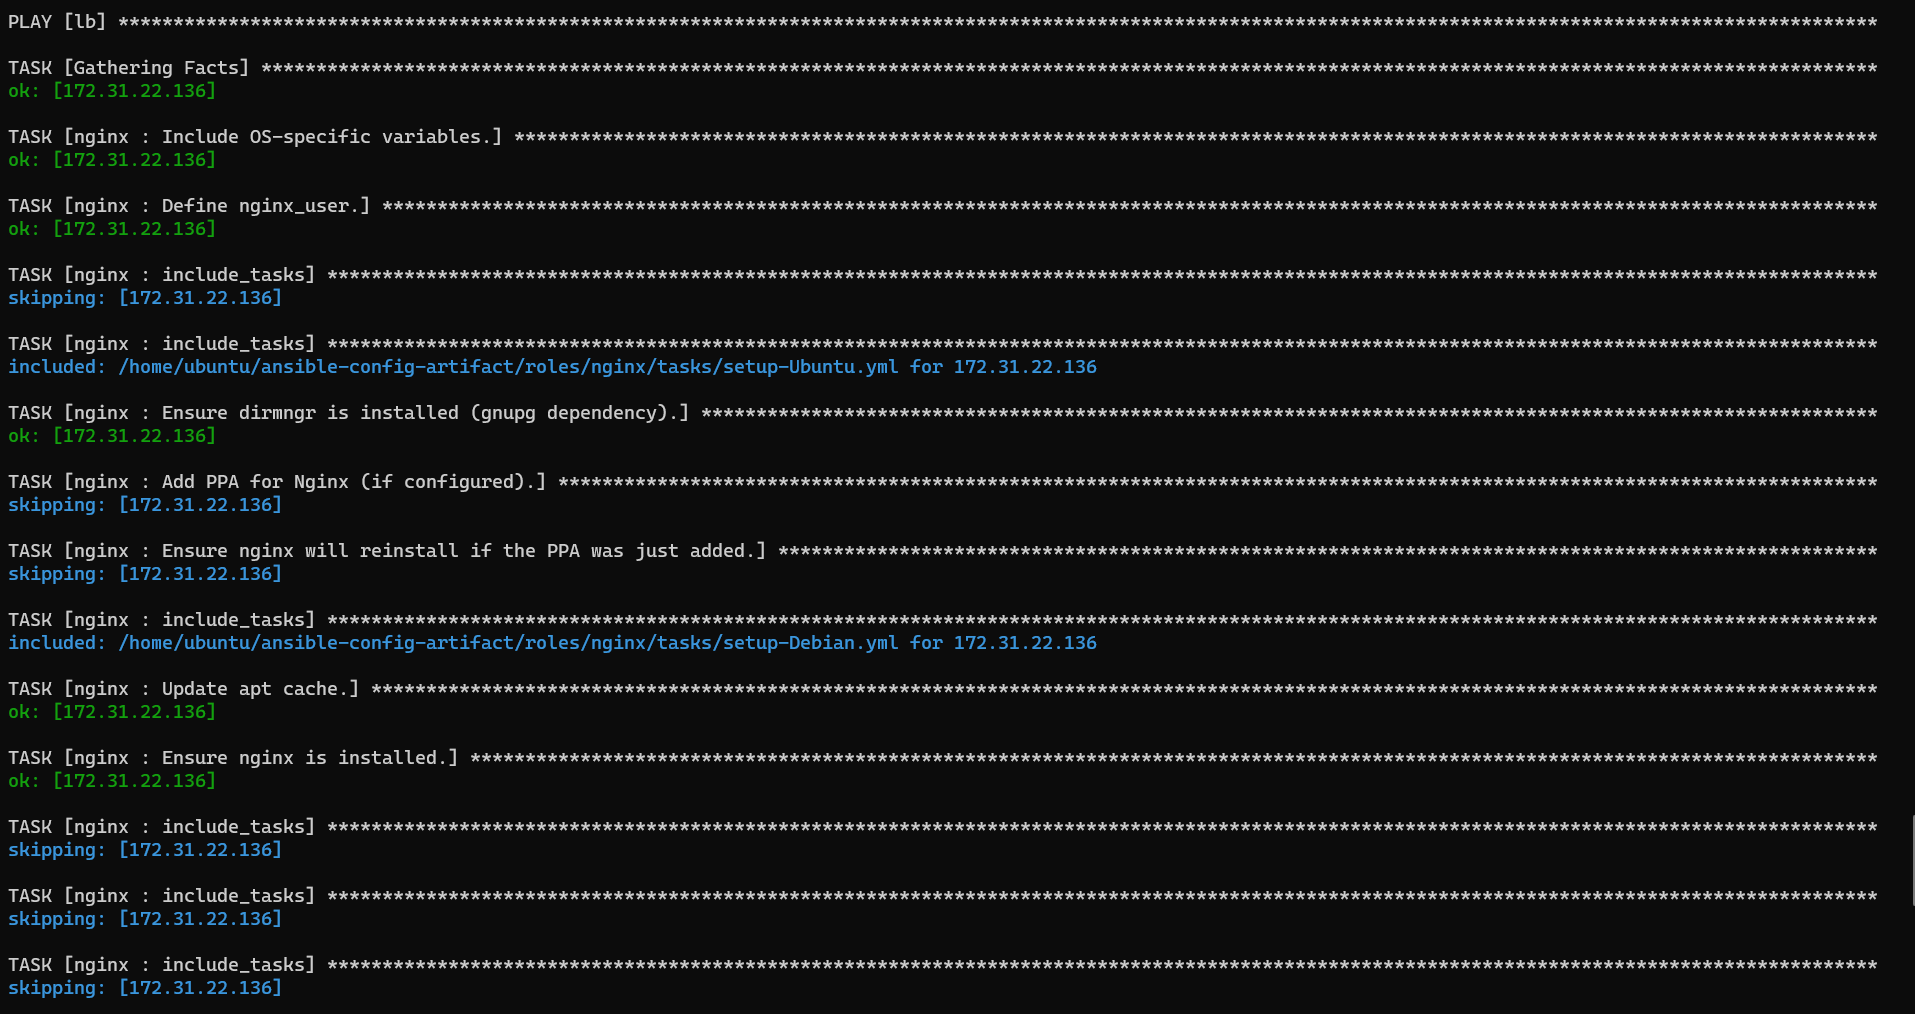 PLAY [lb] ****************************************************************************************************************************************************************
TASK [Gathering Facts] ***************************************************************************************************************************************************
ok: [172.31.22.136]
TASK [nginx : Include OS-specific variables.] ****************************************************************************************************************************
ok: [172.31.22.136]
TASK [nginx : Define nginx_user.] ****************************************************************************************************************************************
ok: [172.31.22.136]
TASK [nginx : include_tasks] *********************************************************************************************************************************************
skipping: [172.31.22.136]
TASK [nginx : include_tasks] *********************************************************************************************************************************************
included: /home/ubuntu/ansible-config-artifact/roles/nginx/tasks/setup-Ubuntu.yml for 172.31.22.136
TASK [nginx : Ensure dirmngr is installed (gnupg dependency).] ***********************************************************************************************************
ok: [172.31.22.136]
TASK [nginx : Add PPA for Nginx (if configured).] ************************************************************************************************************************
skipping: [172.31.22.136]
TASK [nginx : Ensure nginx will reinstall if the PPA was just added.] ****************************************************************************************************
skipping: [172.31.22.136]
TASK [nginx : include_tasks] *********************************************************************************************************************************************
included: /home/ubuntu/ansible-config-artifact/roles/nginx/tasks/setup-Debian.yml for 172.31.22.136
TASK [nginx : Update apt cache.] *****************************************************************************************************************************************
ok: [172.31.22.136]
TASK [nginx : Ensure nginx is installed.] ********************************************************************************************************************************
ok: [172.31.22.136]
TASK [nginx : include_tasks] *********************************************************************************************************************************************
skipping: [172.31.22.136]
TASK [nginx : include_tasks] *********************************************************************************************************************************************
skipping: [172.31.22.136]
TASK [nginx : include_tasks] *********************************************************************************************************************************************
skipping: [172.31.22.136]